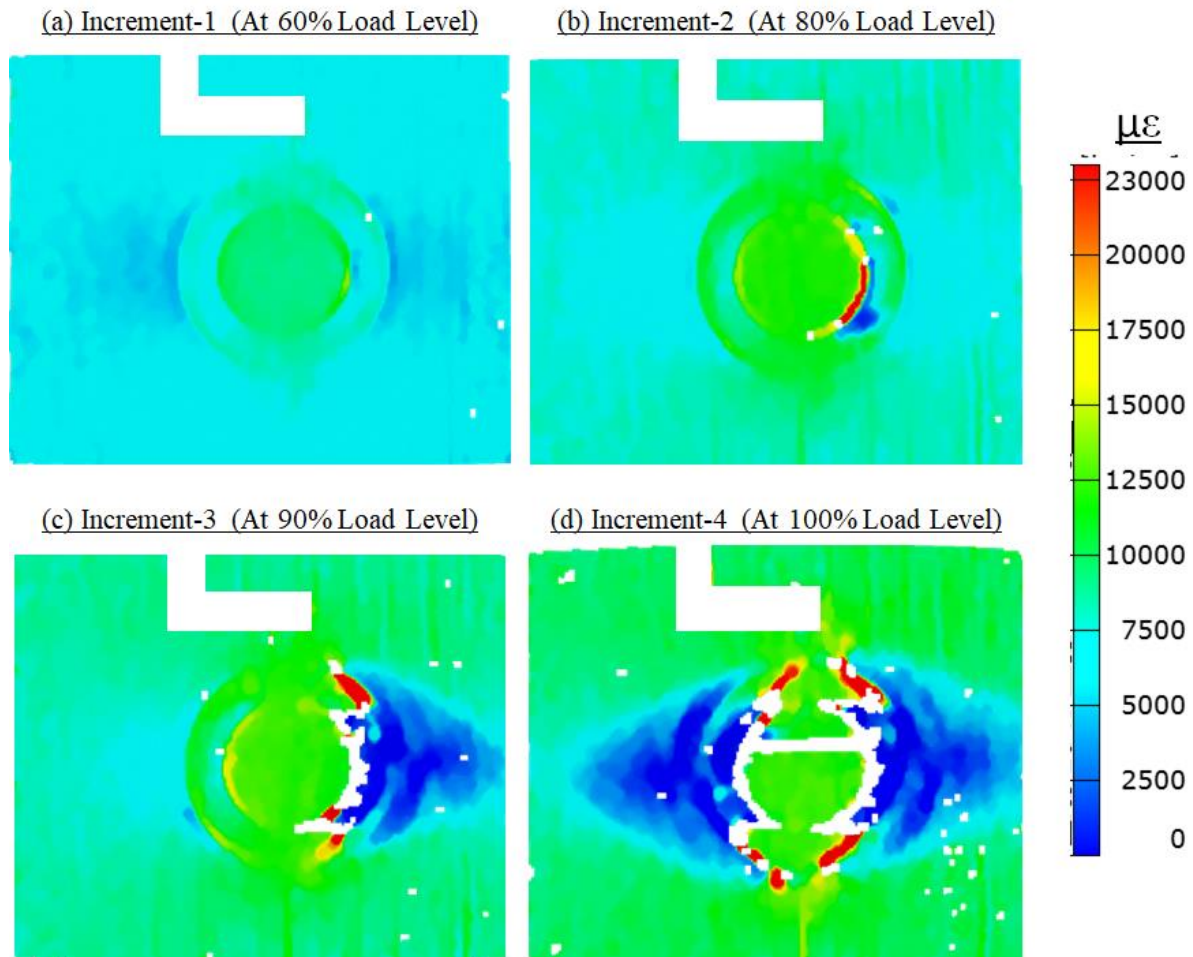 (a) Increment-1 (At 60% Load Level)
(b) Increment-2 (At 80% Load Level)
με
23000
20000
17500
15000
12500
10000
7500
5000
2500
0
(c) Increment-3 (At 90% Load Level)
(d) Increment-4 (At 100% Load Level)